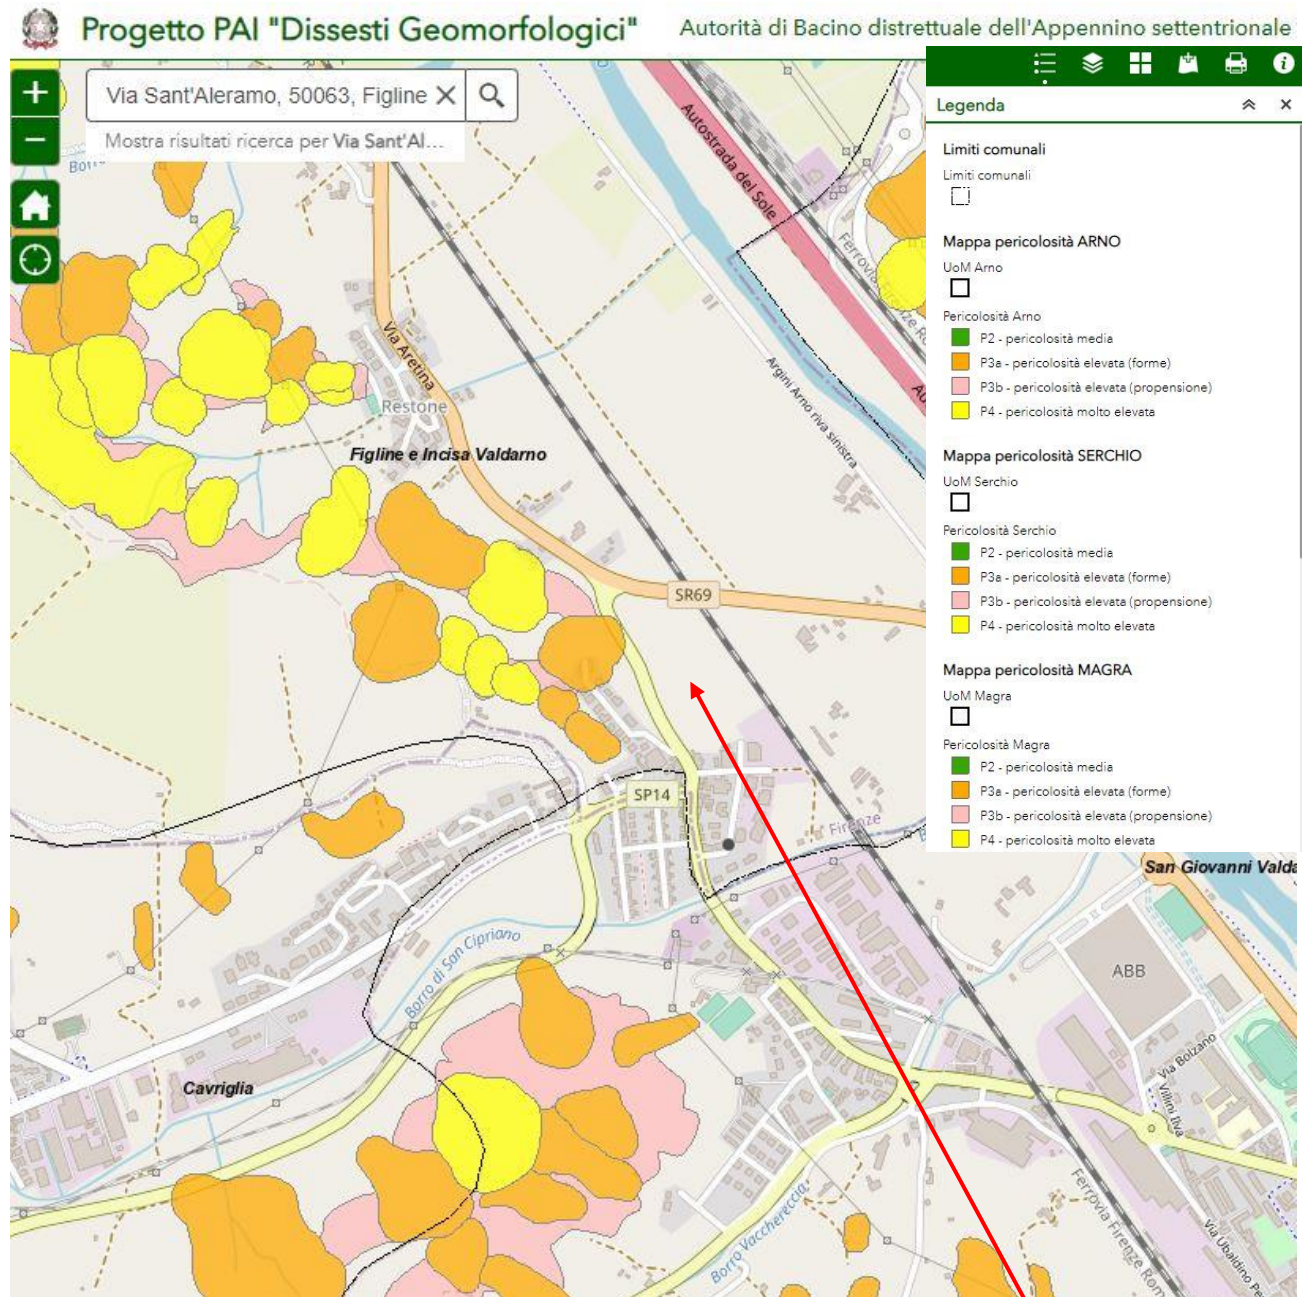 Progetto PAI "Dissesti Geomorfologici"
Autorità di Bacino distrettuale dell'Appennino settentrionale
Via Sant'Aleramo, 50063, Figline
Mostra risultati ricerca per Via Sant'Al...
Legenda
Limiti comunali
Limiti comunali
Mappa pericolosità ARNO
UoM Arno
Pericolosità Arno
P2 - pericolosità media
P3a - pericolosità elevata (forme)
P3b - pericolosità elevata (propensione)
P4 - pericolosità molto elevata
Mappa pericolosità SERCHIO
UoM Serchio
Pericolosità Serchio
P2 - pericolosità media
P3a - pericolosità elevata (forme)
P3b - pericolosità elevata (propensione)
P4 - pericolosità molto elevata
Mappa pericolosità MAGRA
UoM Magra
Pericolosità Magra
P2 - pericolosità media
P3a - pericolosità elevata (forme)
P3b - pericolosità elevata (propensione)
P4 - pericolosità molto elevata
Autostrada del Sole
Via Aretina
Restone
Figline e Incisa Valdarno
Argini Arno riva sinistra
SR69
SP14
Firenze
San Giovanni Valda
Borro di San Cipriano
ABB
Via Bolzano
Villini Ilva
Cavriglia
Borro Vacchereccia
Ferrovia Firenze Rom
Via Ubaldino Pe